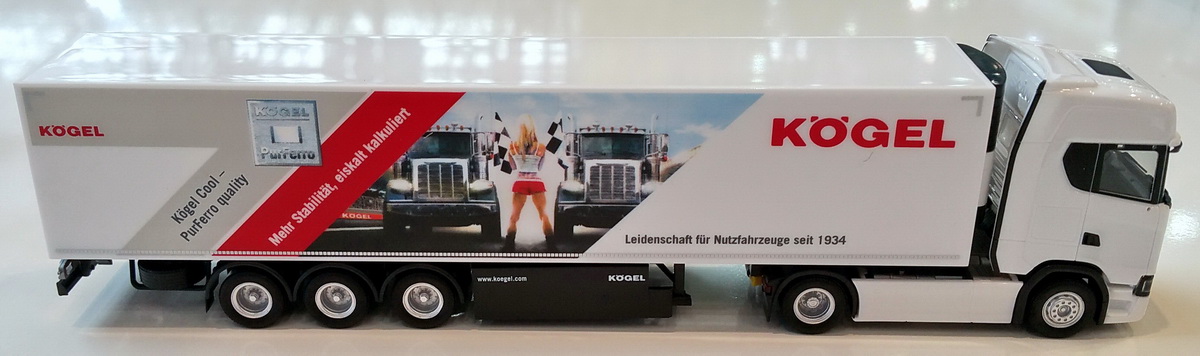 KÖGEL
KÖGEL
PurFerro
Kögel Cool –
PurFerro quality
Mehr Stabilität, eiskalt kalkuliert
KÖGEL
KÖGEL
Leidenschaft für Nutzfahrzeuge seit 1934
www.koegel.com
KÖGEL